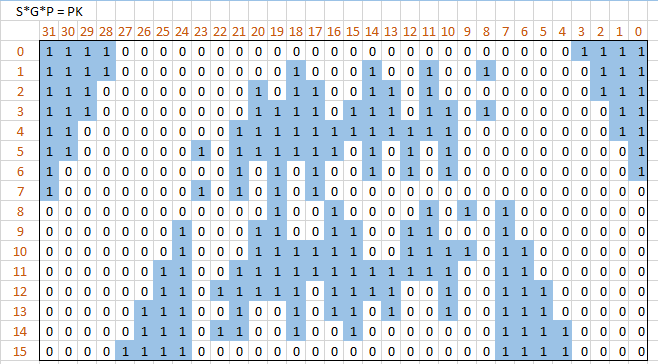 S*G*P = PK
31 30 29 28 27 26 25 24 23 22 21 20 19 18 17 16 15 14 13 12 11 10 9 8 7 6 5 4 3 2 1 0
0 1 1 1 1 0 0 0 0 0 0 0 0 0 0 0 0 0 0 0 0 0 0 0 0 0 0 0 0 1 1 1 1
1 1 1 1 1 0 0 0 0 0 0 0 0 0 1 0 0 0 1 0 0 1 0 0 1 0 0 0 0 0 1 1 1
2 1 1 1 0 0 0 0 0 0 0 0 1 0 1 1 0 0 1 1 0 1 0 0 0 0 0 0 0 0 1 1 1
3 1 1 1 0 0 0 0 0 0 0 0 1 1 1 1 0 1 1 1 0 1 1 0 1 0 0 0 0 0 0 1 1
4 1 1 0 0 0 0 0 0 0 0 1 1 1 1 1 1 1 1 1 1 1 1 0 0 0 0 0 0 0 0 1 1
5 1 1 0 0 0 0 0 0 1 0 1 1 1 1 1 1 0 1 0 1 0 1 0 0 0 0 0 0 0 0 0 1
6 1 0 0 0 0 0 0 0 0 0 1 0 1 0 1 0 0 1 0 1 0 1 0 0 0 0 0 0 0 0 0 1
7 1 0 0 0 0 0 0 0 1 0 1 0 1 0 1 0 0 0 0 0 0 0 0 0 0 0 0 0 0 0 0 0
8 0 0 0 0 0 0 0 0 0 0 0 0 1 0 0 1 0 0 0 0 1 0 1 0 1 0 0 0 0 0 0 0
9 0 0 0 0 0 0 0 1 0 0 0 1 1 1 0 1 1 0 0 1 1 0 0 0 1 0 0 0 0 0 0 0
10 0 0 0 0 0 0 0 1 0 0 0 1 1 1 1 1 1 0 0 1 1 1 1 0 1 1 0 0 0 0 0 0
11 0 0 0 0 0 0 1 1 0 0 1 1 1 1 1 1 1 1 1 1 1 1 0 0 1 1 0 0 0 0 0 0
12 0 0 0 0 0 0 1 1 0 1 1 1 1 1 0 1 1 1 1 0 0 1 0 0 1 1 1 0 0 0 0 0
13 0 0 0 0 0 1 1 1 0 0 1 0 0 1 0 1 1 0 1 0 0 1 0 0 1 1 1 0 0 0 0 0
14 0 0 0 0 0 1 1 1 0 1 1 0 0 1 0 0 1 0 0 0 0 0 0 0 1 1 1 1 0 0 0 0
15 0 0 0 0 1 1 1 1 0 0 0 0 0 0 0 0 0 0 0 0 0 0 0 0 1 1 1 1 0 0 0 0